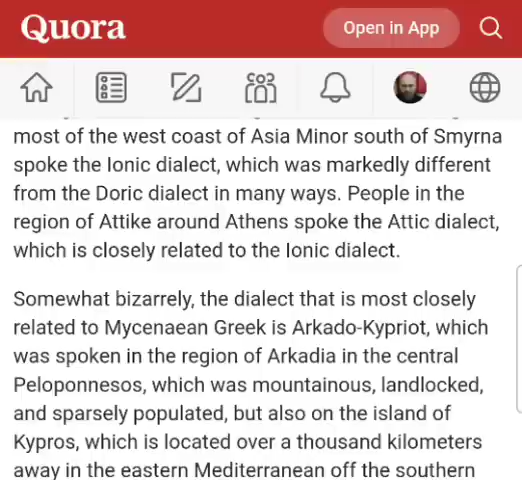 Quora
Open in App
most of the west coast of Asia Minor south of Smyrna
spoke the Ionic dialect, which was markedly different
from the Doric dialect in many ways. People in the
region of Attike around Athens spoke the Attic dialect,
which is closely related to the Ionic dialect.
Somewhat bizarrely, the dialect that is most closely
related to Mycenaean Greek is Arkado-Kypriot, which
was spoken in the region of Arkadia in the central
Peloponnesos, which was mountainous, landlocked,
and sparsely populated, but also on the island of
Kypros, which is located over a thousand kilometers
away in the eastern Mediterranean off the southern